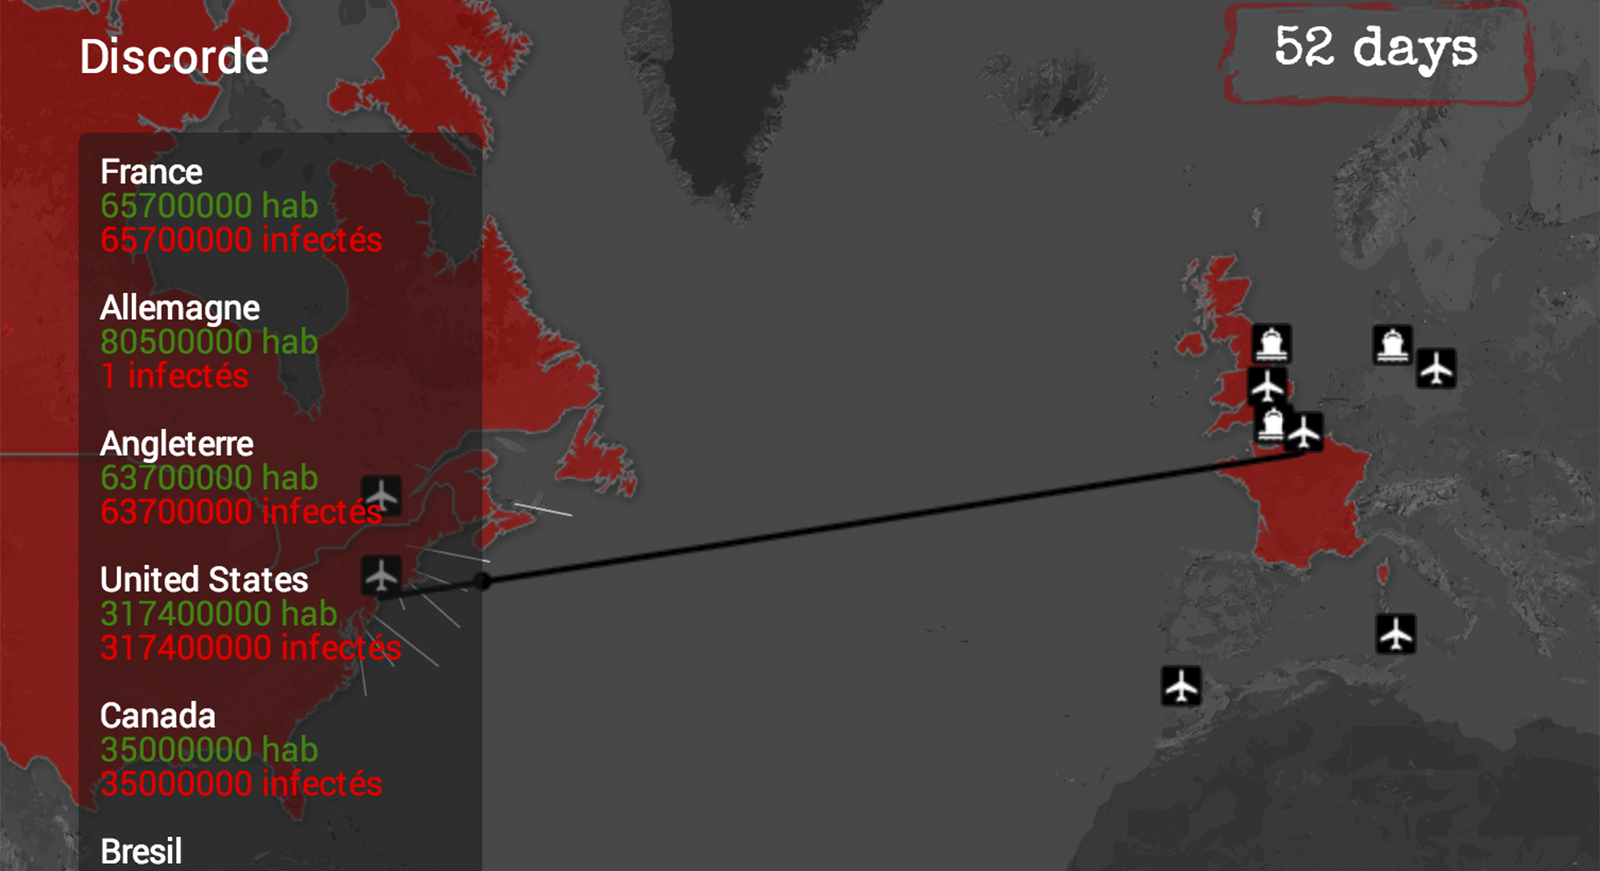 Discorde
52 days
France
65700000 hab
65700000 infectés
Allemagne
80500000 hab
1 infectés
Angleterre
63700000 hab
63700000 infectés
United States
317400000 hab
317400000 infectés
Canada
35000000 hab
35000000 infectés
Bresil